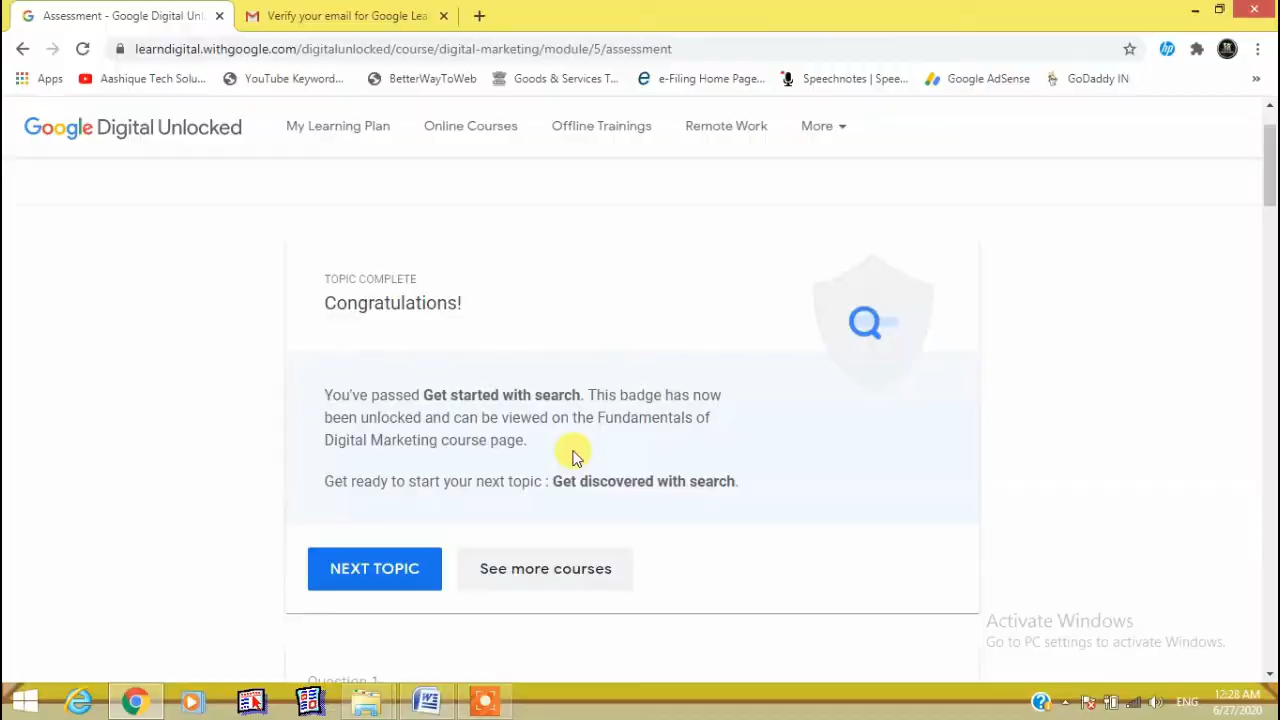 Assessment - Google Digital Unl
Verify your email for Google Lea
learndigital.withgoogle.com/digitalunlocked/course/digital-marketing/module/5/assessment
Apps
Aashique Tech Solu...
YouTube Keyword...
BetterWayToWeb
Goods & Services T...
e-Filing Home Page...
Speechnotes | Spee...
Google AdSense
GoDaddy IN
Google Digital Unlocked
My Learning Plan
Online Courses
Offline Trainings
Remote Work
More
TOPIC COMPLETE
Congratulations!
You've passed Get started with search. This badge has now
been unlocked and can be viewed on the Fundamentals of
Digital Marketing course page.
Get ready to start your next topic : Get discovered with search.
NEXT TOPIC
See more courses
Activate Windows
Go to PC settings to activate Windows.
Question 1
ENG
12:28 AM
6/27/2020